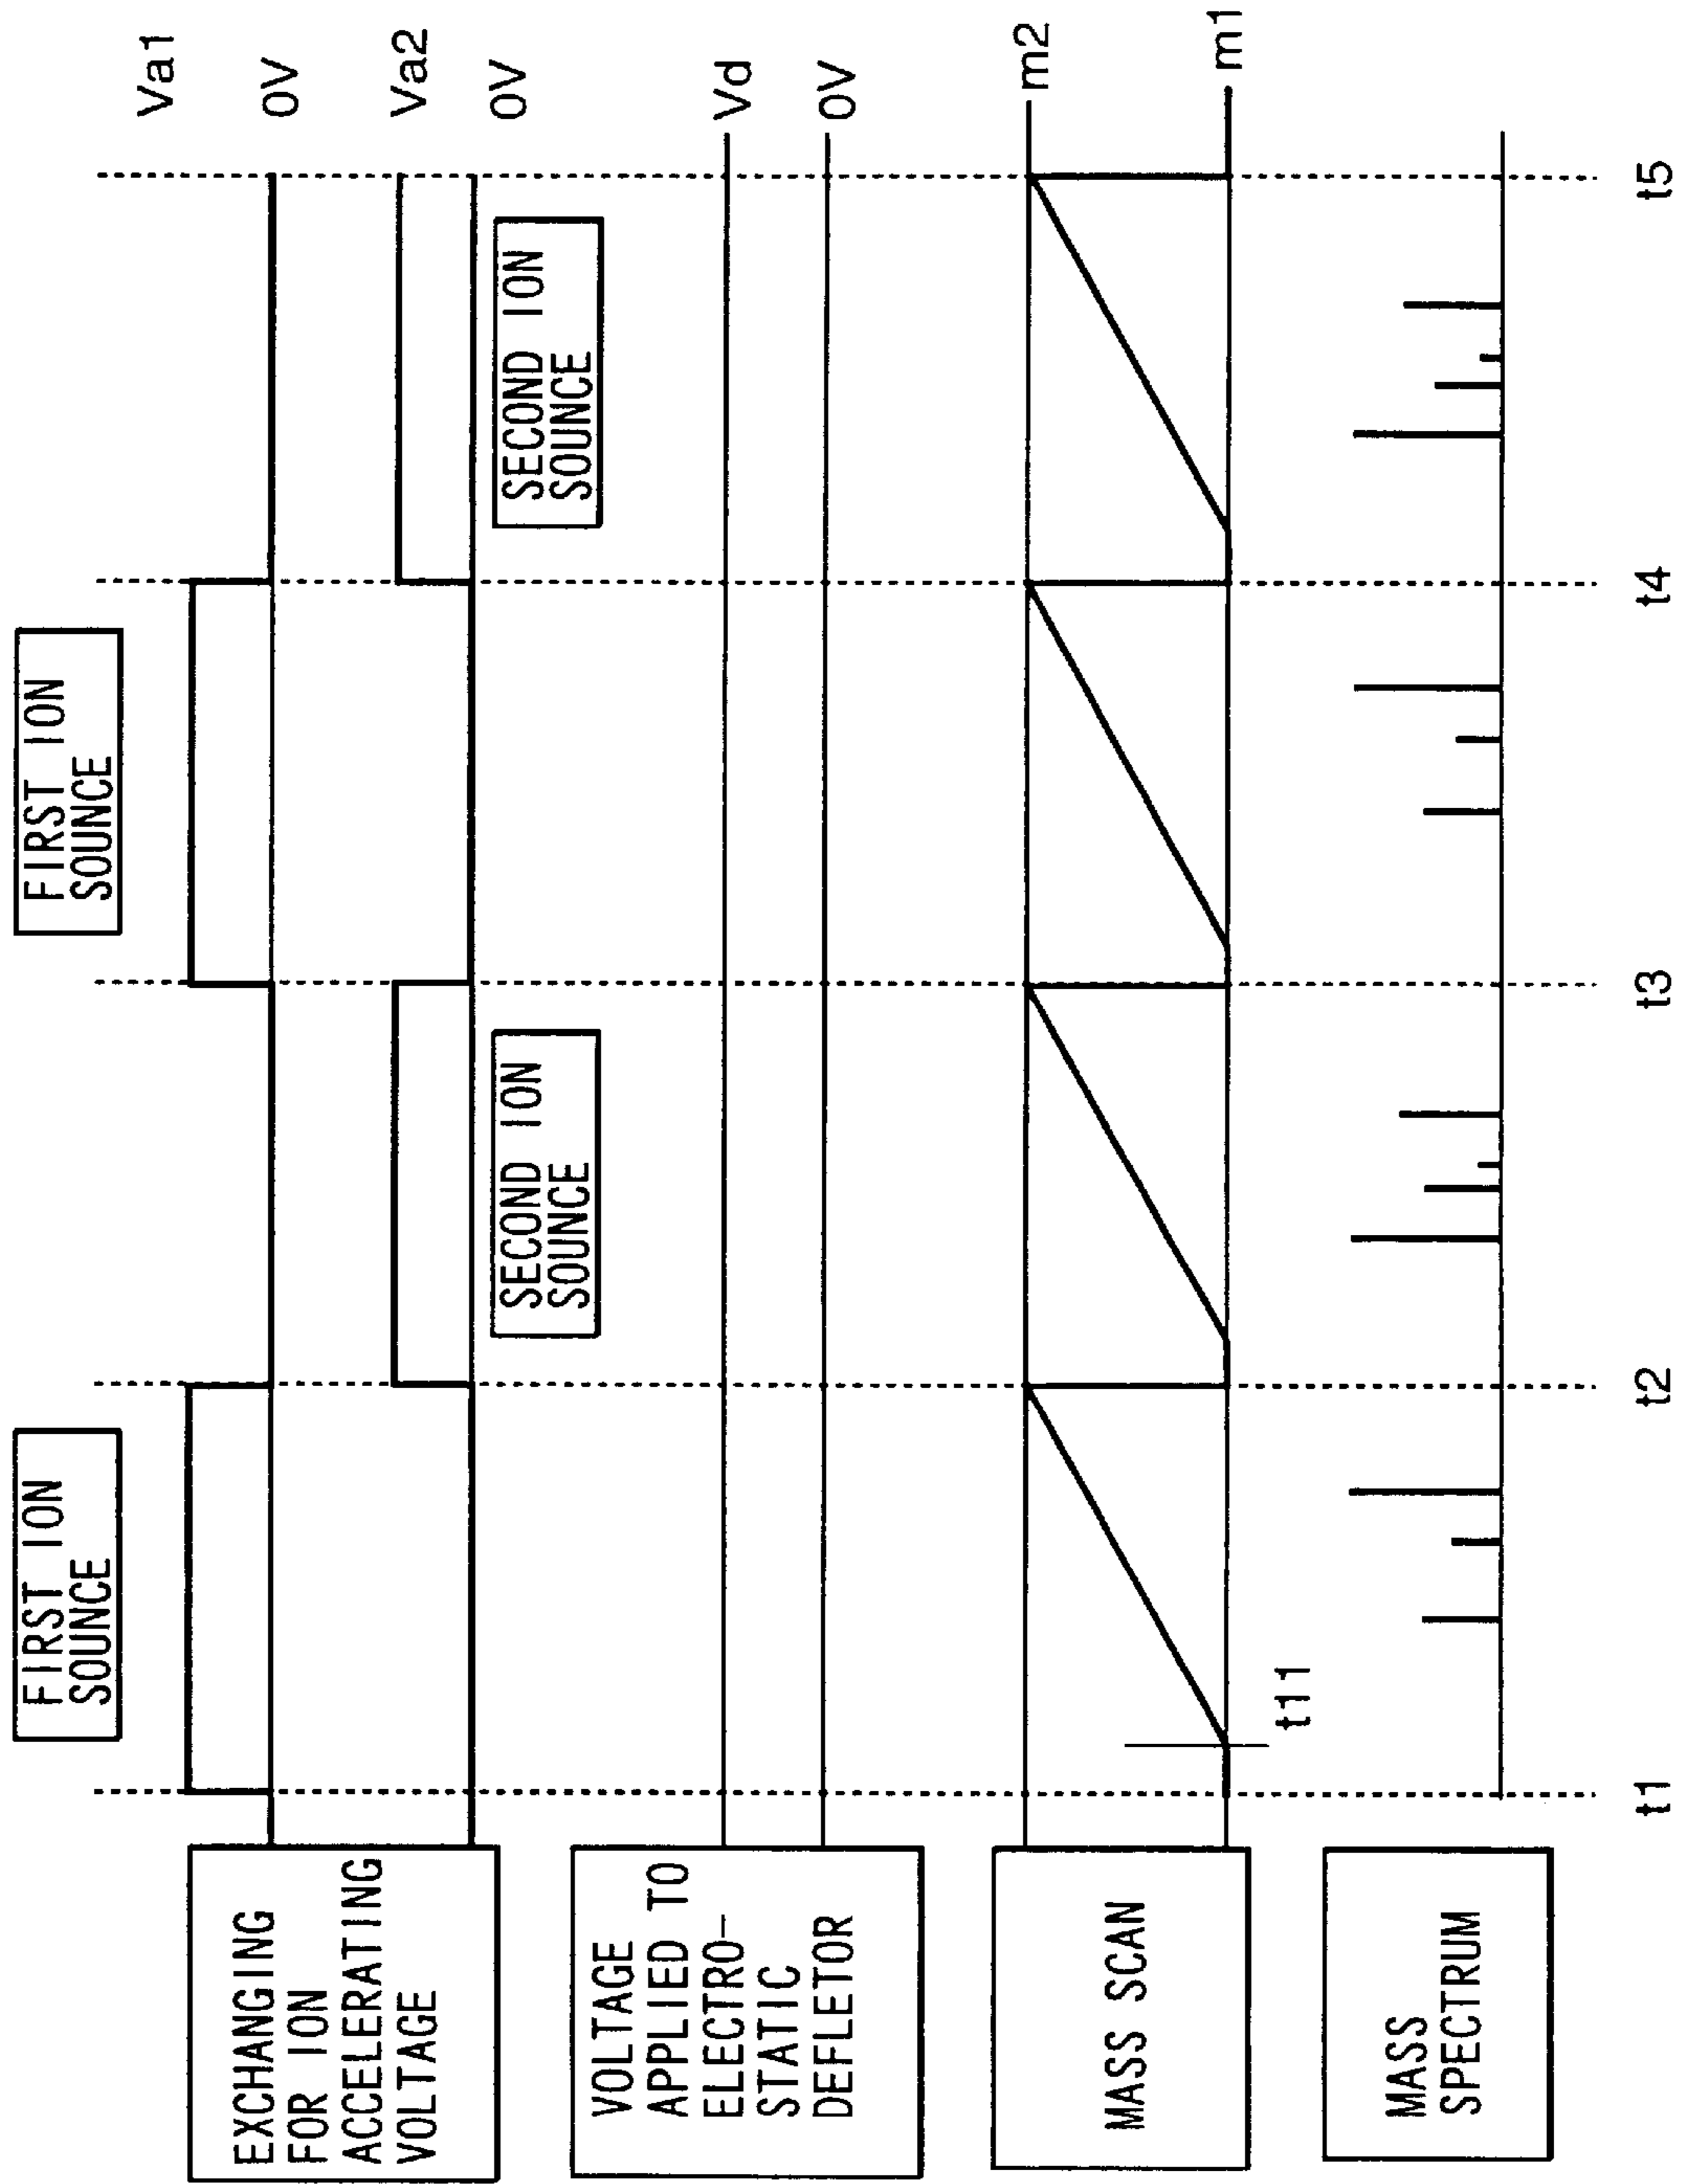 FIRST ION
SOUNCE
FIRST ION
SOUNCE
Va1
0V
EXCHANGING
FOR ION
ACCELERATING
VOLTAGE
Va2
0V
SECOND ION
SOUNCE
SECOND ION
SOUNCE
VOLTAGE
APPLIED TO
ELECTRO-
STATIC
DEFLETOR
Vd
0V
MASS SCAN
m2
m1
t11
MASS
SPECTRUM
t1
t2
t3
t4
t5